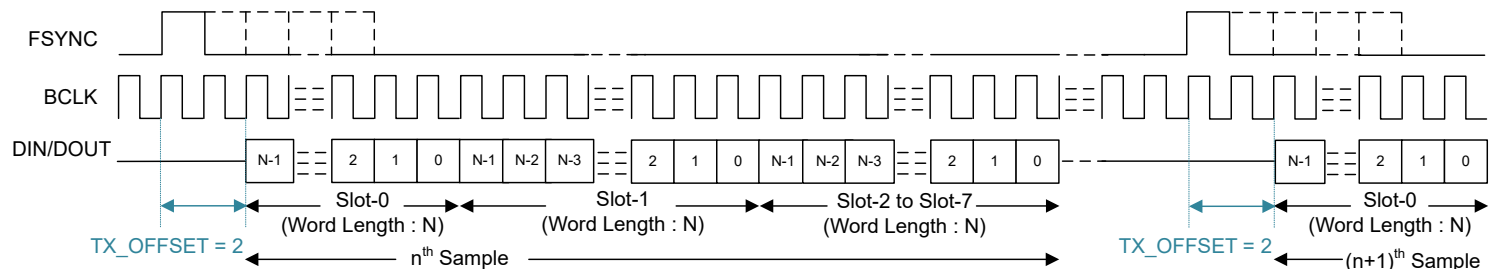 FSYNC
BCLK
DIN/DOUT
N-1 2 1 0 N-1 N-2 N-3 2 1 0 N-1 N-2 N-3 2 1 0 N-1 2 1 0
Slot-0 Slot-1 Slot-2 to Slot-7 Slot-0
(Word Length : N) (Word Length : N) (Word Length : N) (Word Length : N)
TX_OFFSET = 2 nth Sample TX_OFFSET = 2 (n+1)th Sample